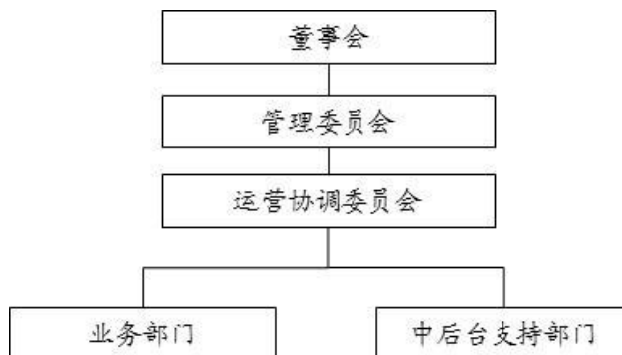 董事会
管理委员会
运营协调委员会
业务部门
中后台支持部门